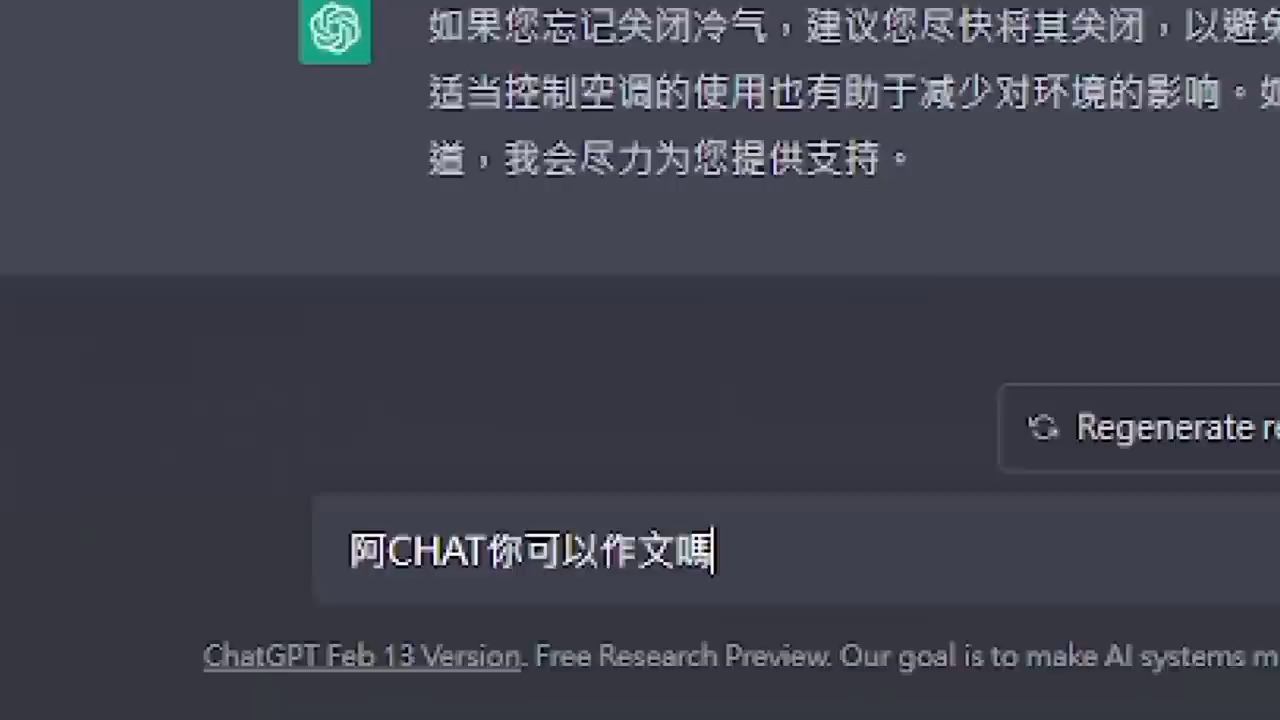 如果您忘记关闭冷气，建议您尽快将其关闭，以避免
适当控制空调的使用也有助于减少对环境的影响。如
道，我会尽力为您提供支持。
Regenerate re
阿CHAT你可以作文嗎
ChatGPT Feb 13 Version. Free Research Preview. Our goal is to make AI systems m